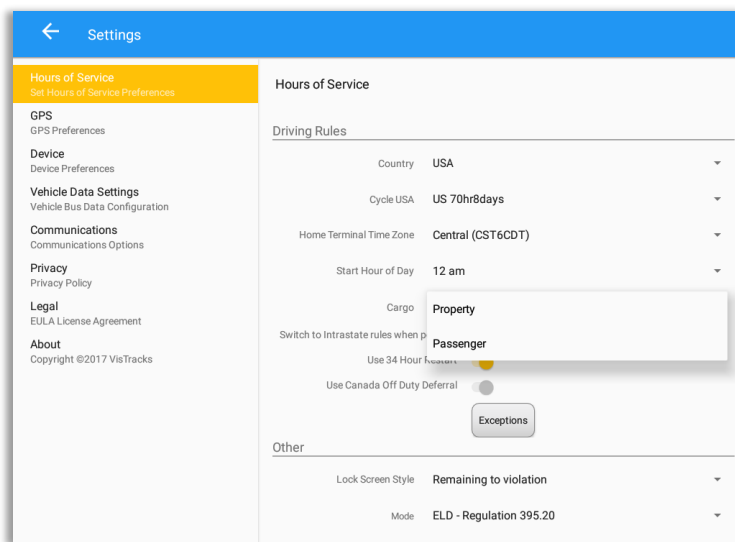 Settings
Hours of Service
Set Hours of Service Preferences
GPS
GPS Preferences
Device
Device Preferences
Vehicle Data Settings
Vehicle Bus Data Configuration
Communications
Communications Options
Privacy
Privacy Policy
Legal
EULA License Agreement
About
Copyright ©2017 VisTracks
Hours of Service
Driving Rules
Country USA
Cycle USA US 70hr8days
Home Terminal Time Zone Central (CST6CDT)
Start Hour of Day 12 am
Cargo Property
Switch to Intrastate rules when p
Passenger
Use 34 Hour Restart
Use Canada Off Duty Deferral
Exceptions
Other
Lock Screen Style Remaining to violation
Mode ELD - Regulation 395.20